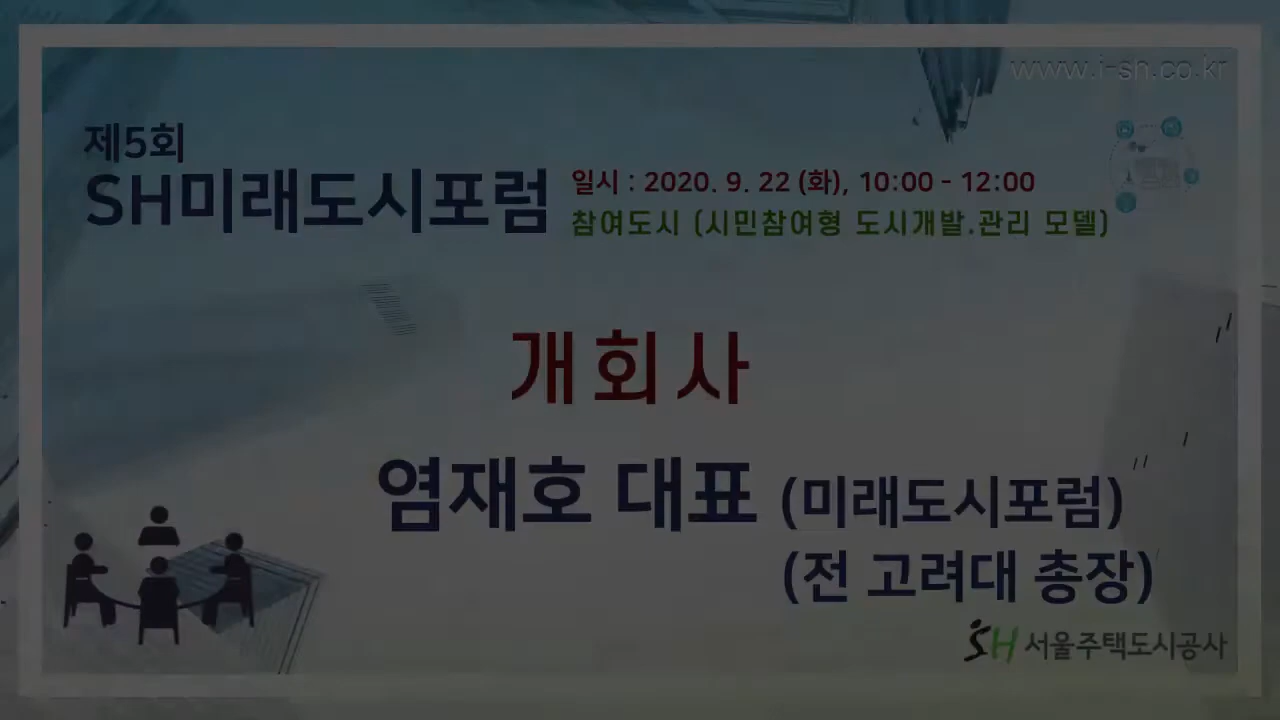 www.i-sh.co.kr
제5회
SH미래도시포럼
일시 : 2020. 9. 22 (화), 10:00 - 12:00
참여도시 (시민참여형 도시개발.관리 모델)
개회사
염재호 대표 (미래도시포럼)
(전 고려대 총장)
SH 서울주택도시공사